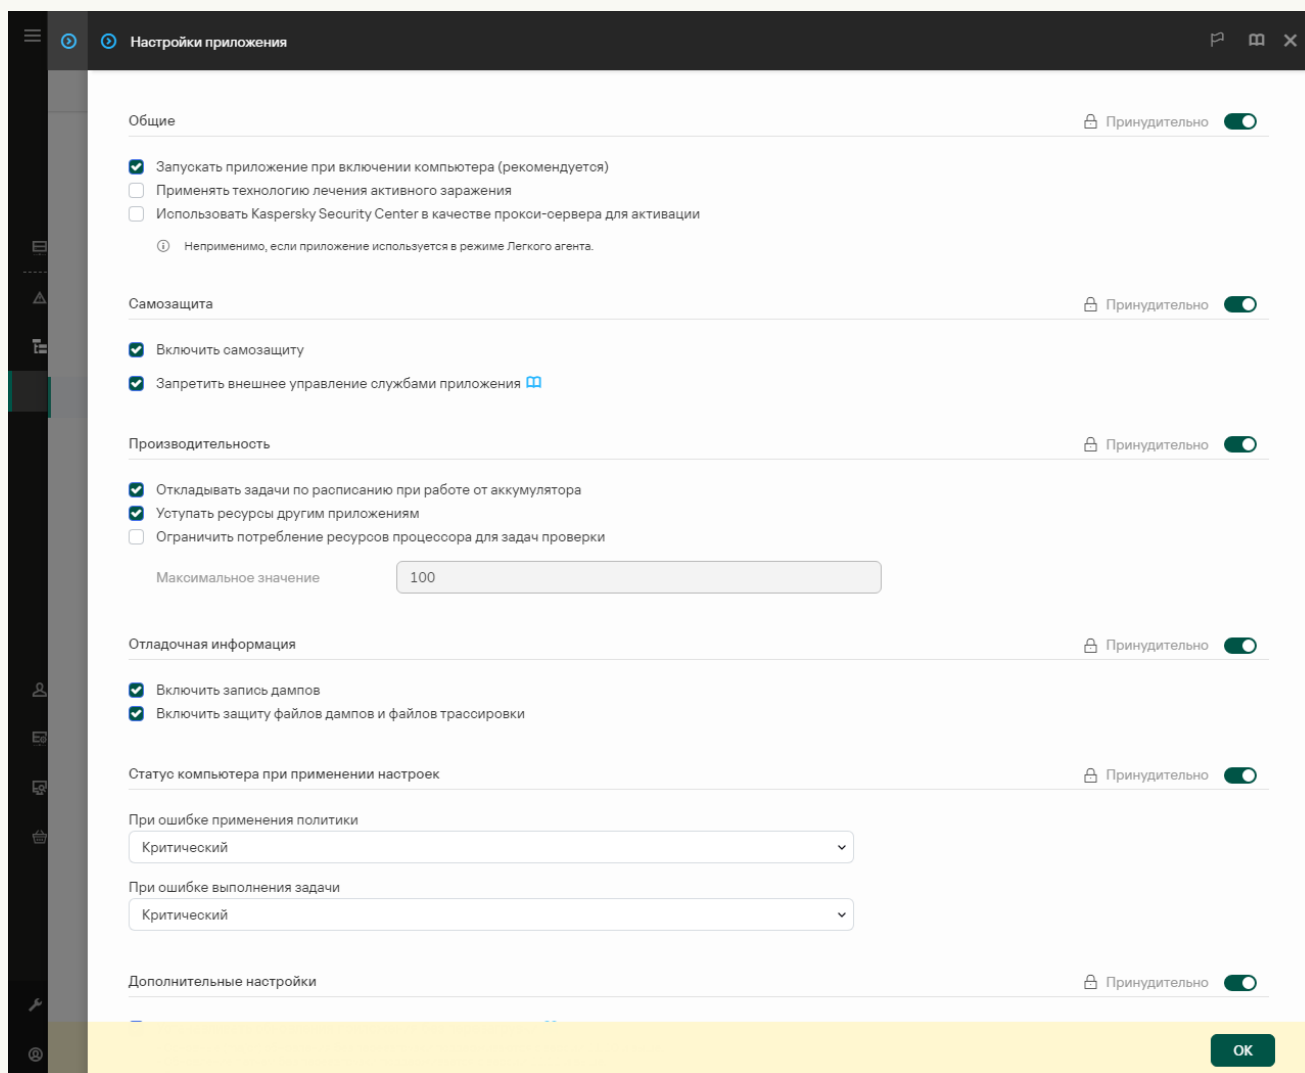 Настройки приложения
Общие
Принудительно
Запускать приложение при включении компьютера (рекомендуется)
Применять технологию лечения активного заражения
Использовать Kaspersky Security Center в качестве прокси-сервера для активации
Неприменимо, если приложение используется в режиме Легкого агента.
Самозащита
Принудительно
Включить самозащиту
Запретить внешнее управление службами приложения
Производительность
Принудительно
Откладывать задачи по расписанию при работе от аккумулятора
Уступать ресурсы другим приложениям
Ограничить потребление ресурсов процессора для задач проверки
Максимальное значение
100
Отладочная информация
Принудительно
Включить запись дампов
Включить защиту файлов дампов и файлов трассировки
Статус компьютера при применении настроек
Принудительно
При ошибке применения политики
Критический
При ошибке выполнения задачи
Критический
Дополнительные настройки
Принудительно
OK